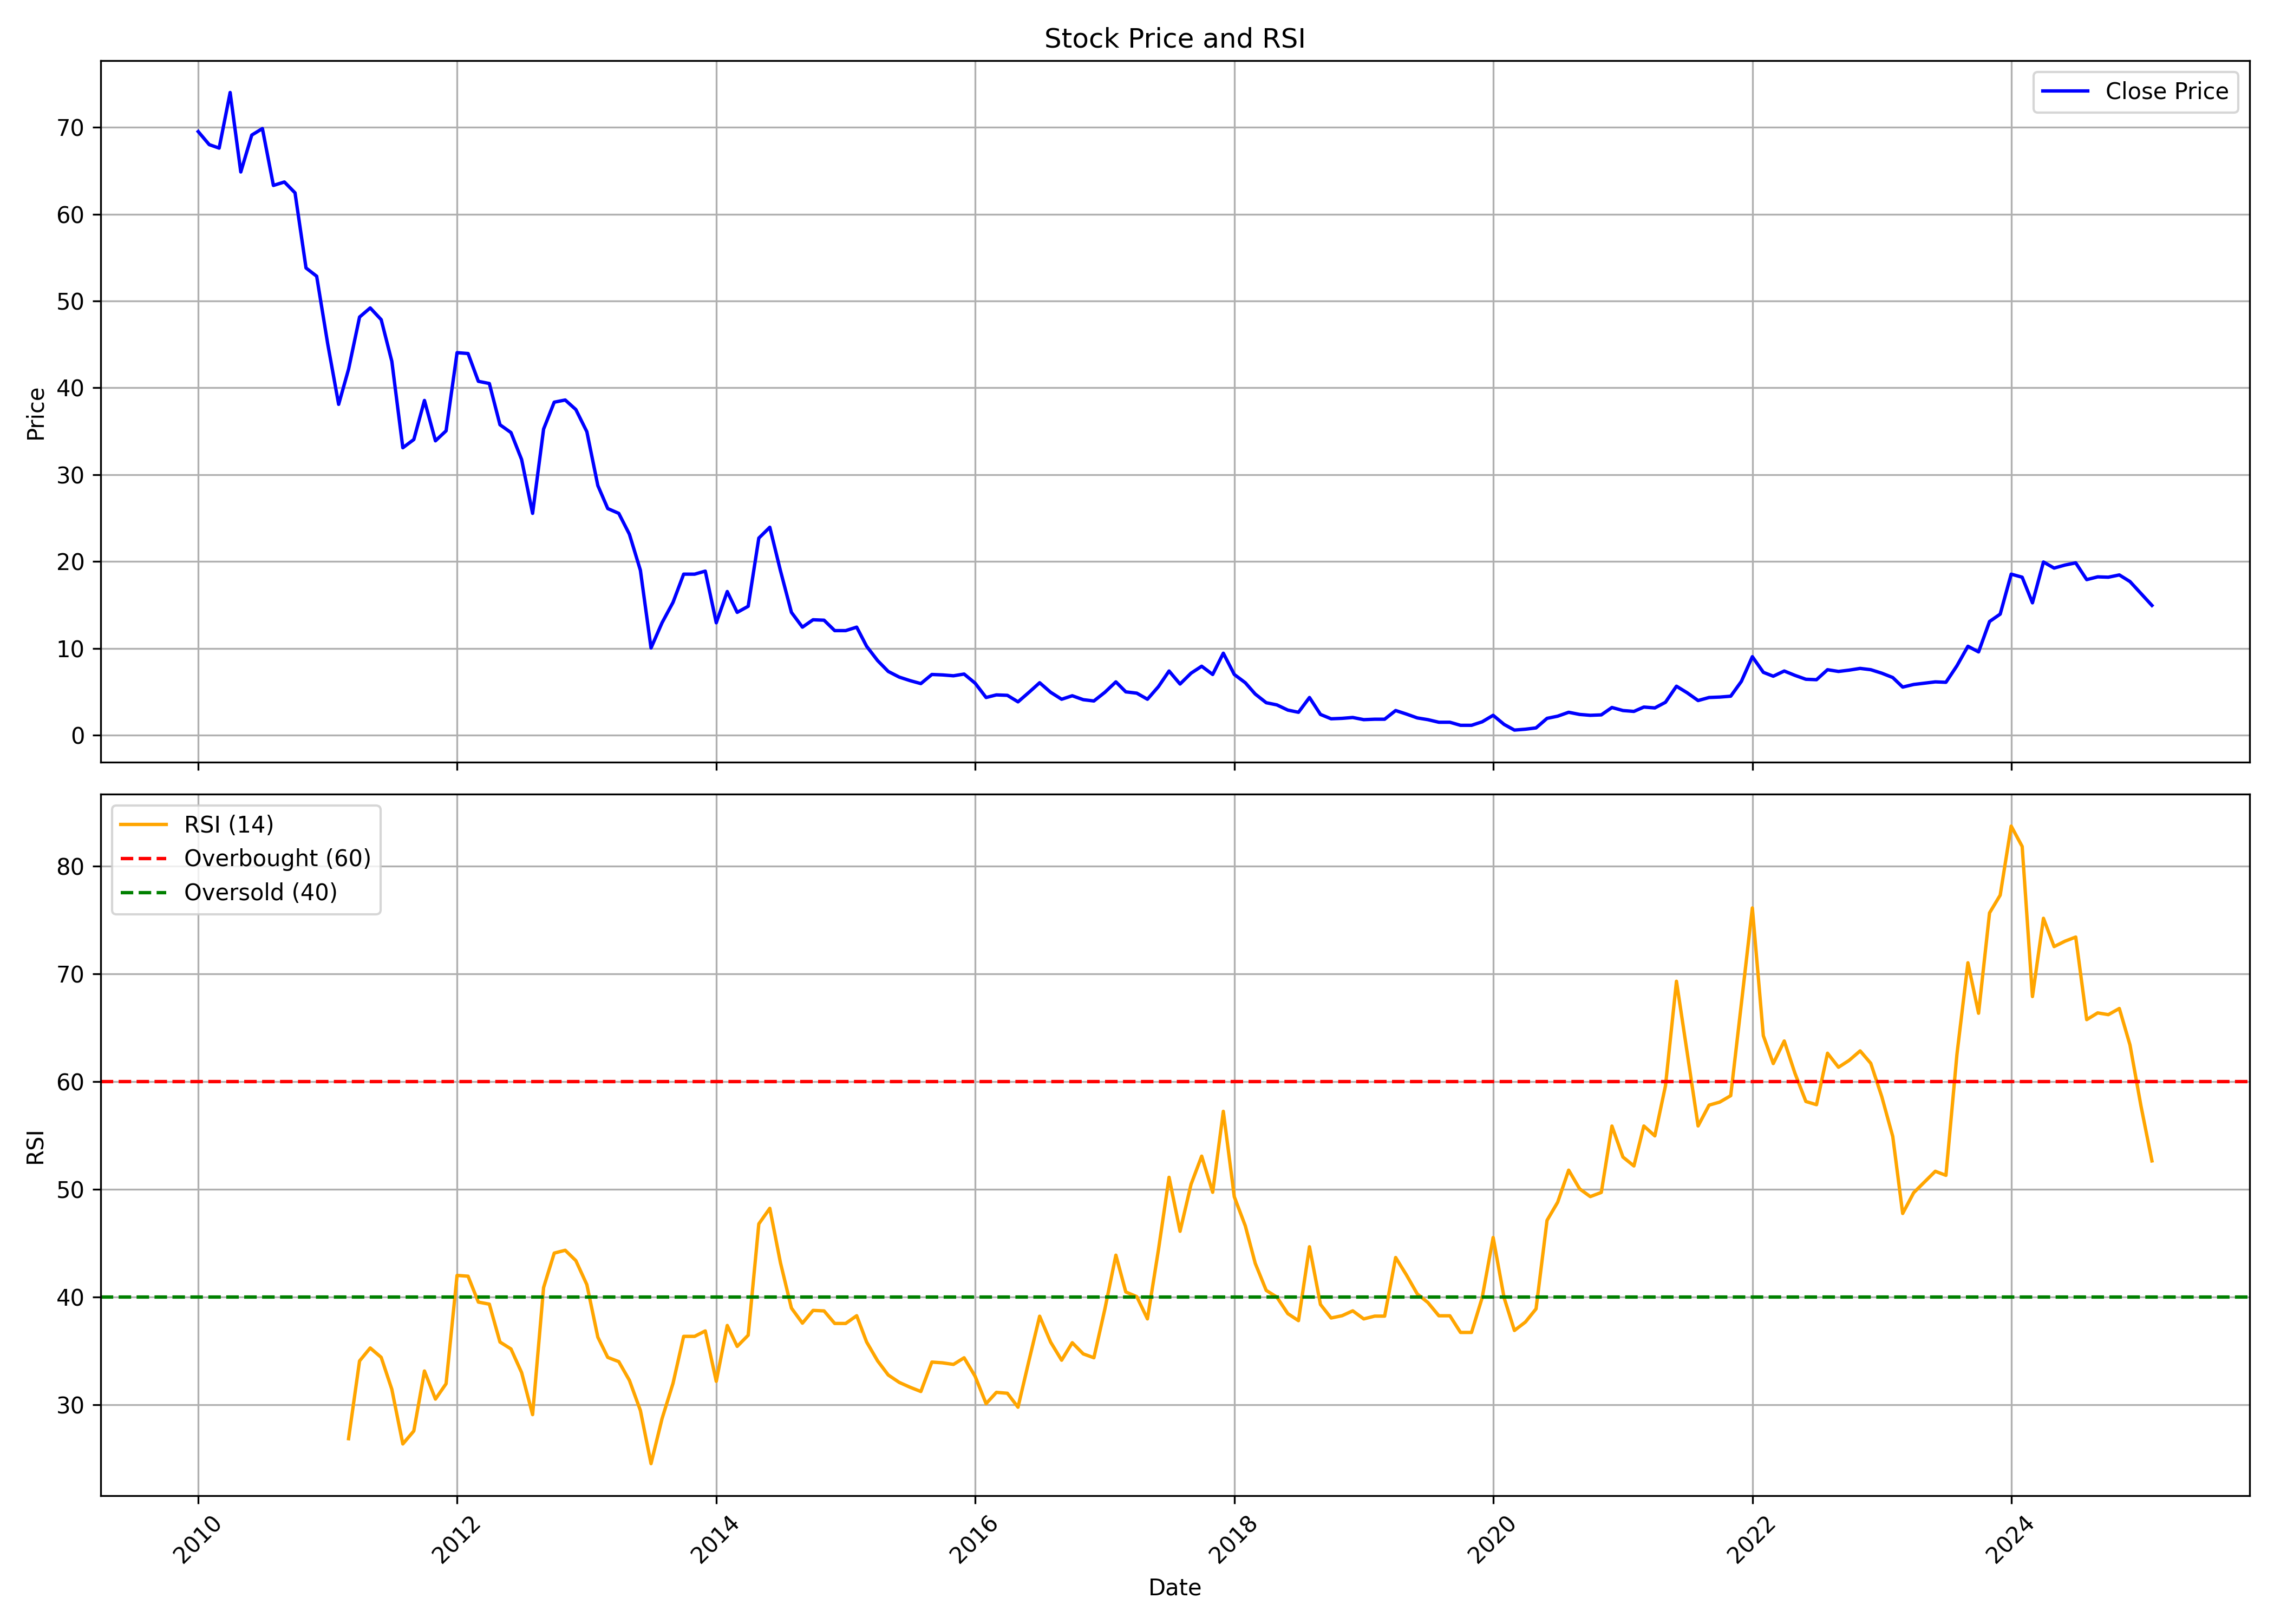 Stock Price and RSI
Close Price
70
60
50
40
30
20
10
0
Price
RSI (14)
Overbought (60)
Oversold (40)
80
70
60
50
40
30
RSI
2010
2012
2014
2016
2018
2020
2022
2024
Date